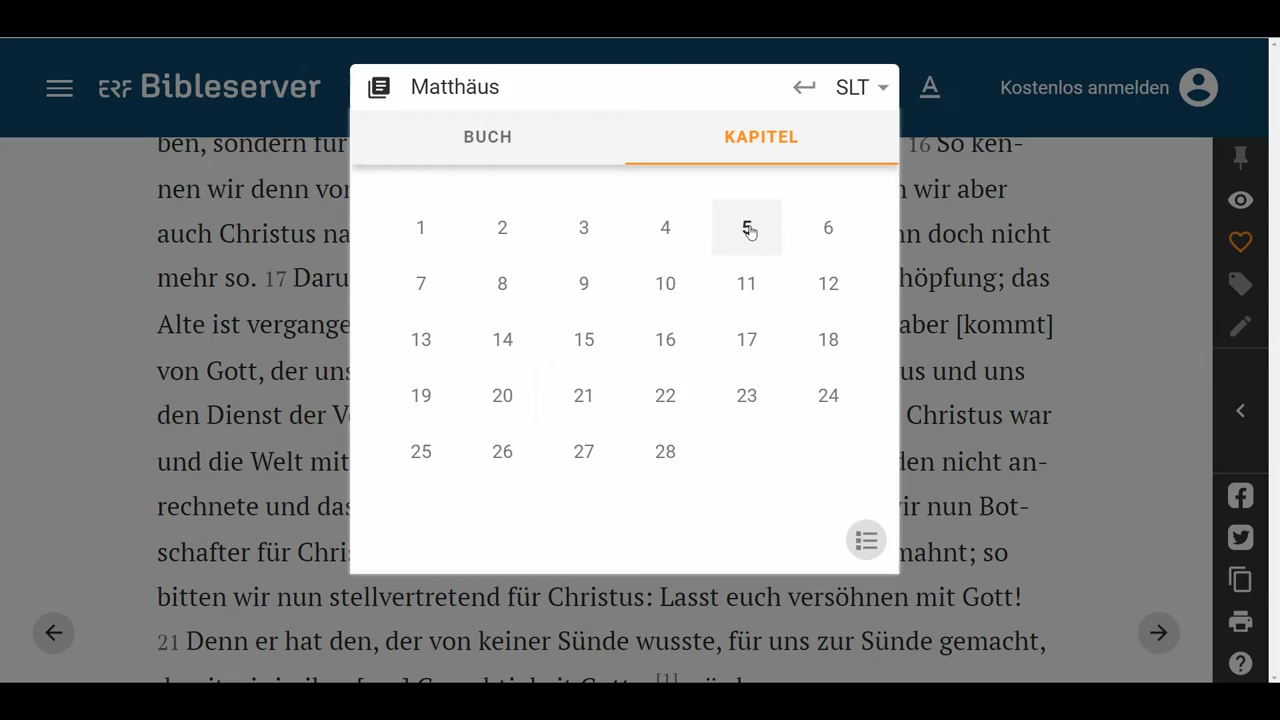 ERF Bibleserver
Matthäus
SLT
A
Kostenlos anmelden
BUCH
KAPITEL
1 2 3 4 5 6
7 8 9 10 11 12
13 14 15 16 17 18
19 20 21 22 23 24
25 26 27 28
ben, sondern für 16 So ken-
nen wir denn von wir aber
auch Christus na n doch nicht
mehr so. 17 Daru höpfung; das
Alte ist vergange aber [kommt]
von Gott, der uns us und uns
den Dienst der V Christus war
und die Welt mit den nicht an-
rechnete und das wir nun Bot-
schafter für Chri mahnt; so
bitten wir nun stellvertretend für Christus: Lasst euch versöhnen mit Gott!
21 Denn er hat den, der von keiner Sünde wusste, für uns zur Sünde gemacht,